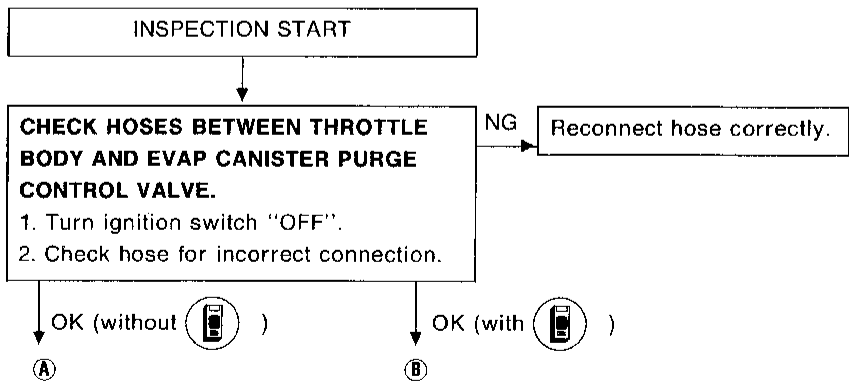 INSPECTION START
CHECK HOSES BETWEEN THROTTLE
BODY AND EVAP CANISTER PURGE
CONTROL VALVE.
1. Turn ignition switch "OFF".
2. Check hose for incorrect connection.
NG
Reconnect hose correctly.
OK (without )
OK (with )
A
B